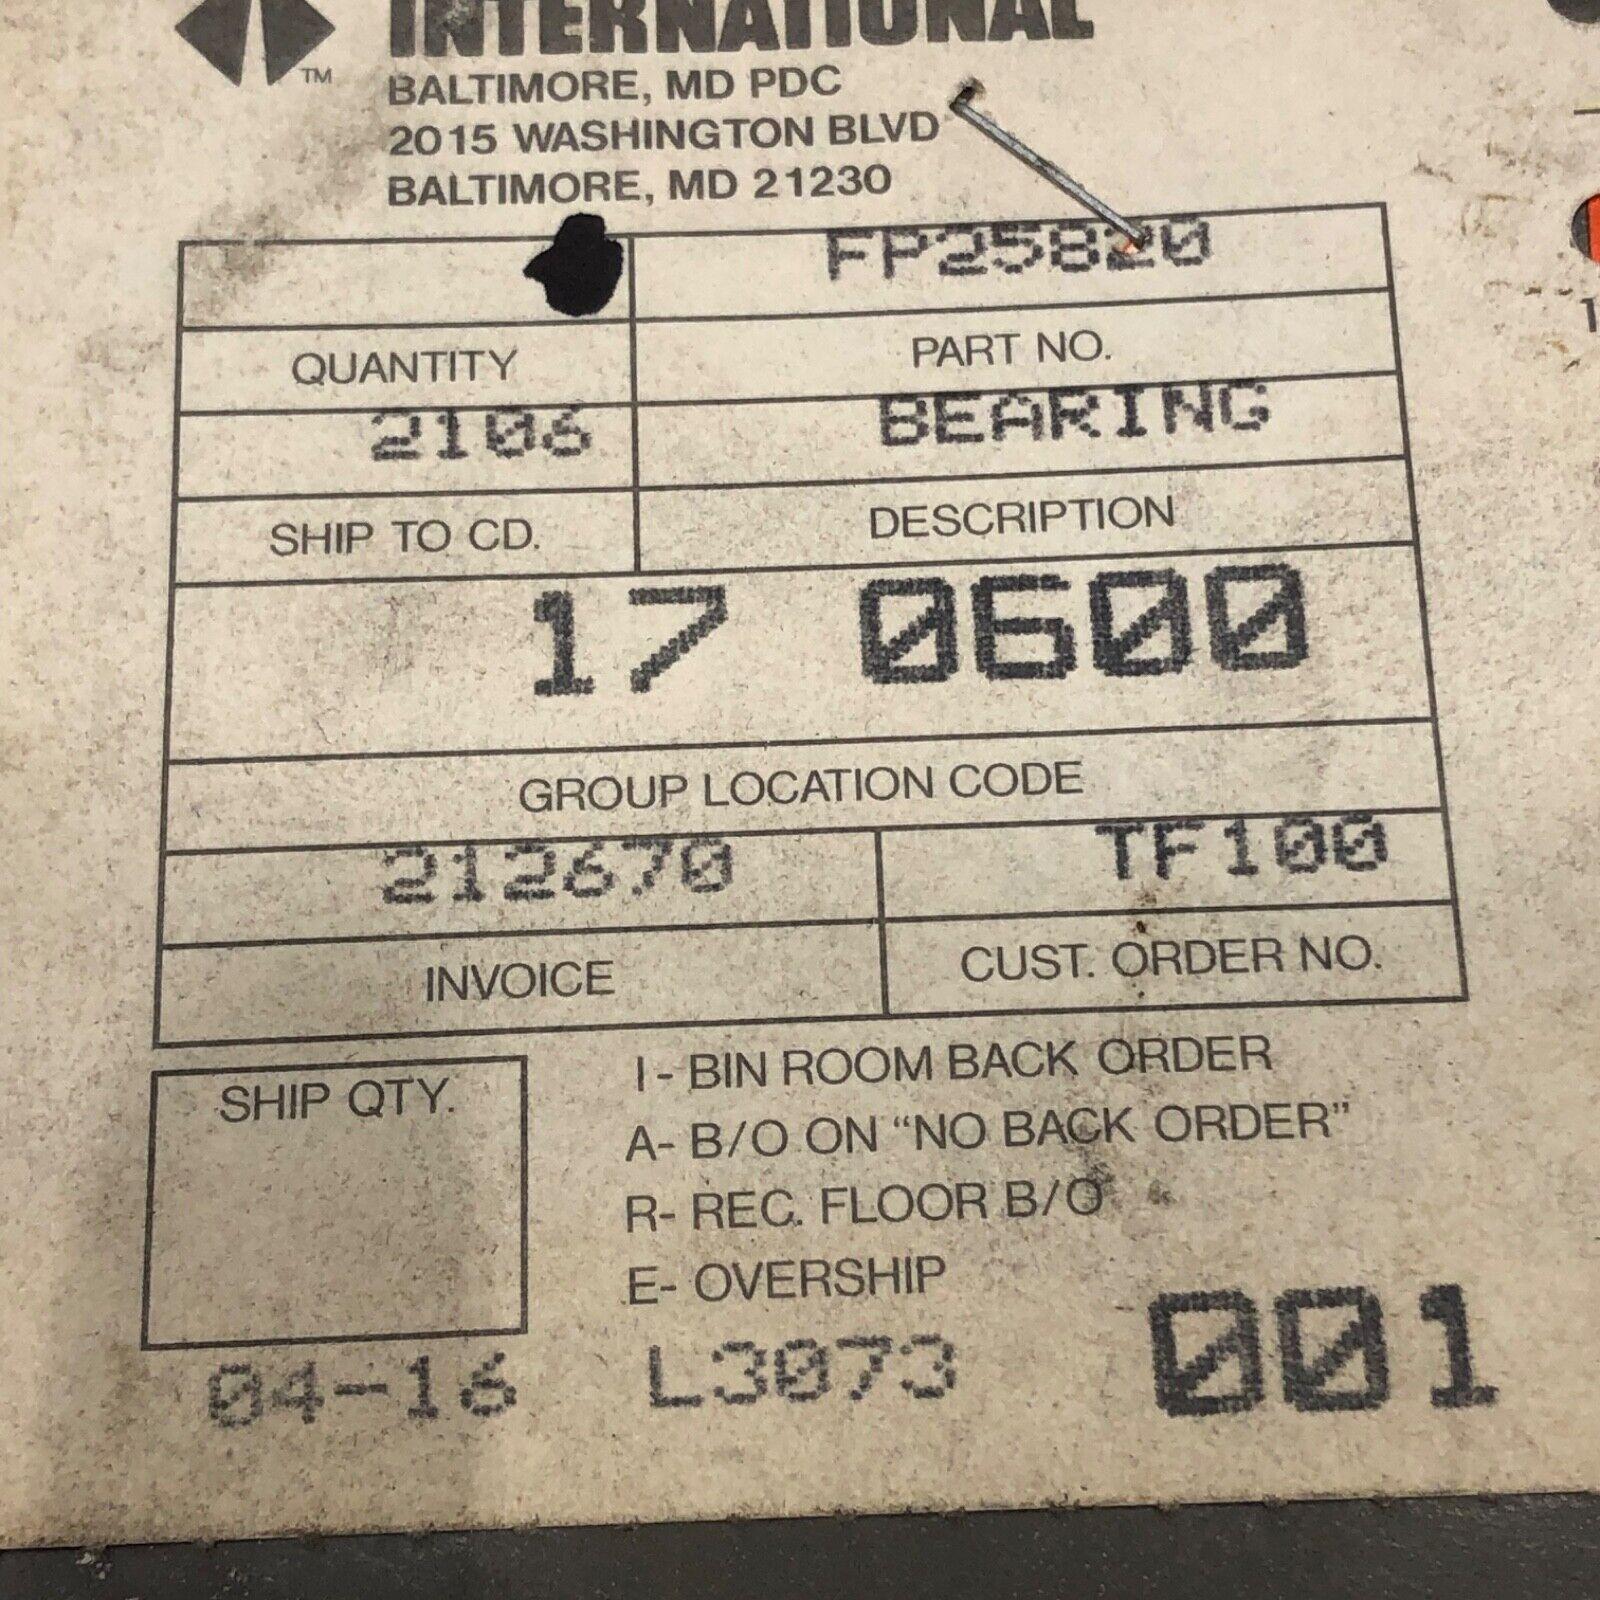 INTERNATIONAL
TM
BALTIMORE, MD PDC
2015 WASHINGTON BLVD
BALTIMORE, MD 21230
FP25820
QUANTITY PART NO.
2106 BEARING
SHIP TO CD. DESCRIPTION
17 0600
GROUP LOCATION CODE
212670 TF100
INVOICE CUST. ORDER NO.
SHIP QTY.
I- BIN ROOM BACK ORDER
A- B/O ON “NO BACK ORDER”
R- REC. FLOOR B/O
E- OVERSHIP
04-16 L3073 001